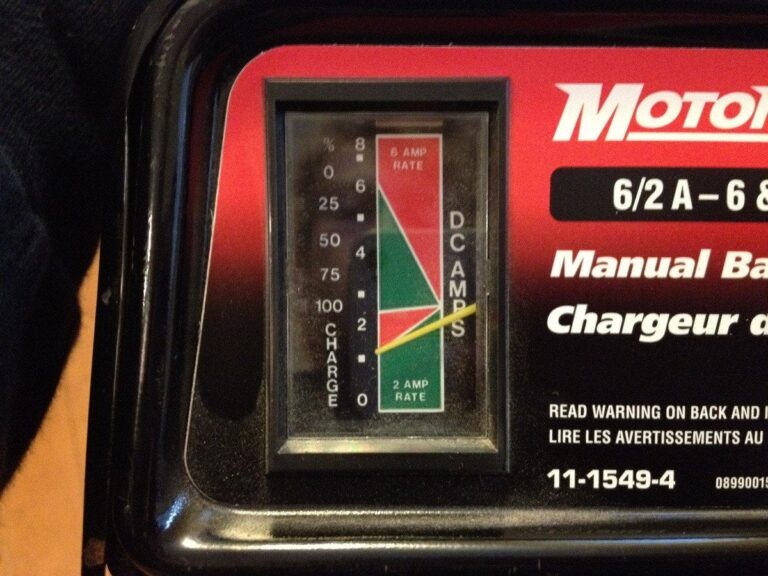 %
0
25
50
75
100
CHARGE
8
6
4
2
0
6 AMP
RATE
2 AMP
RATE
DC AMPS
MOTO
6/2 A – 6 &
Manual Ba
Chargeur d
READ WARNING ON BACK AND
LIRE LES AVERTISSEMENTS AU
11-1549-4 08990015